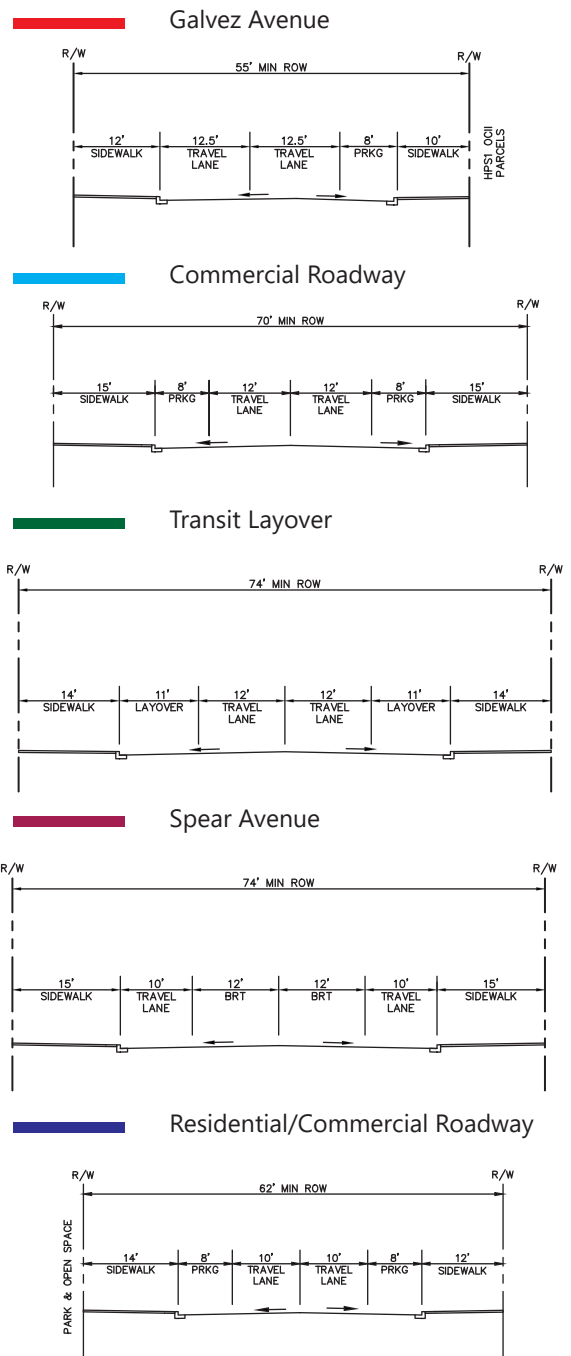 Galvez Avenue
R/W
R/W
55' MIN ROW
12'
SIDEWALK
12.5'
TRAVEL
LANE
12.5'
TRAVEL
LANE
8'
PRKG
10'
SIDEWALK
HPS1 OCII
PARCELS
Commercial Roadway
R/W
R/W
70' MIN ROW
15'
SIDEWALK
8'
PRKG
12'
TRAVEL
LANE
12'
TRAVEL
LANE
8'
PRKG
15'
SIDEWALK
Transit Layover
R/W
R/W
74' MIN ROW
14'
SIDEWALK
11'
LAYOVER
12'
TRAVEL
LANE
12'
TRAVEL
LANE
11'
LAYOVER
14'
SIDEWALK
Spear Avenue
R/W
R/W
74' MIN ROW
15'
SIDEWALK
10'
TRAVEL
LANE
12'
BRT
12'
BRT
10'
TRAVEL
LANE
15'
SIDEWALK
Residential/Commercial Roadway
R/W
R/W
62' MIN ROW
PARK & OPEN SPACE
14'
SIDEWALK
8'
PRKG
10'
TRAVEL
LANE
10'
TRAVEL
LANE
8'
PRKG
12'
SIDEWALK